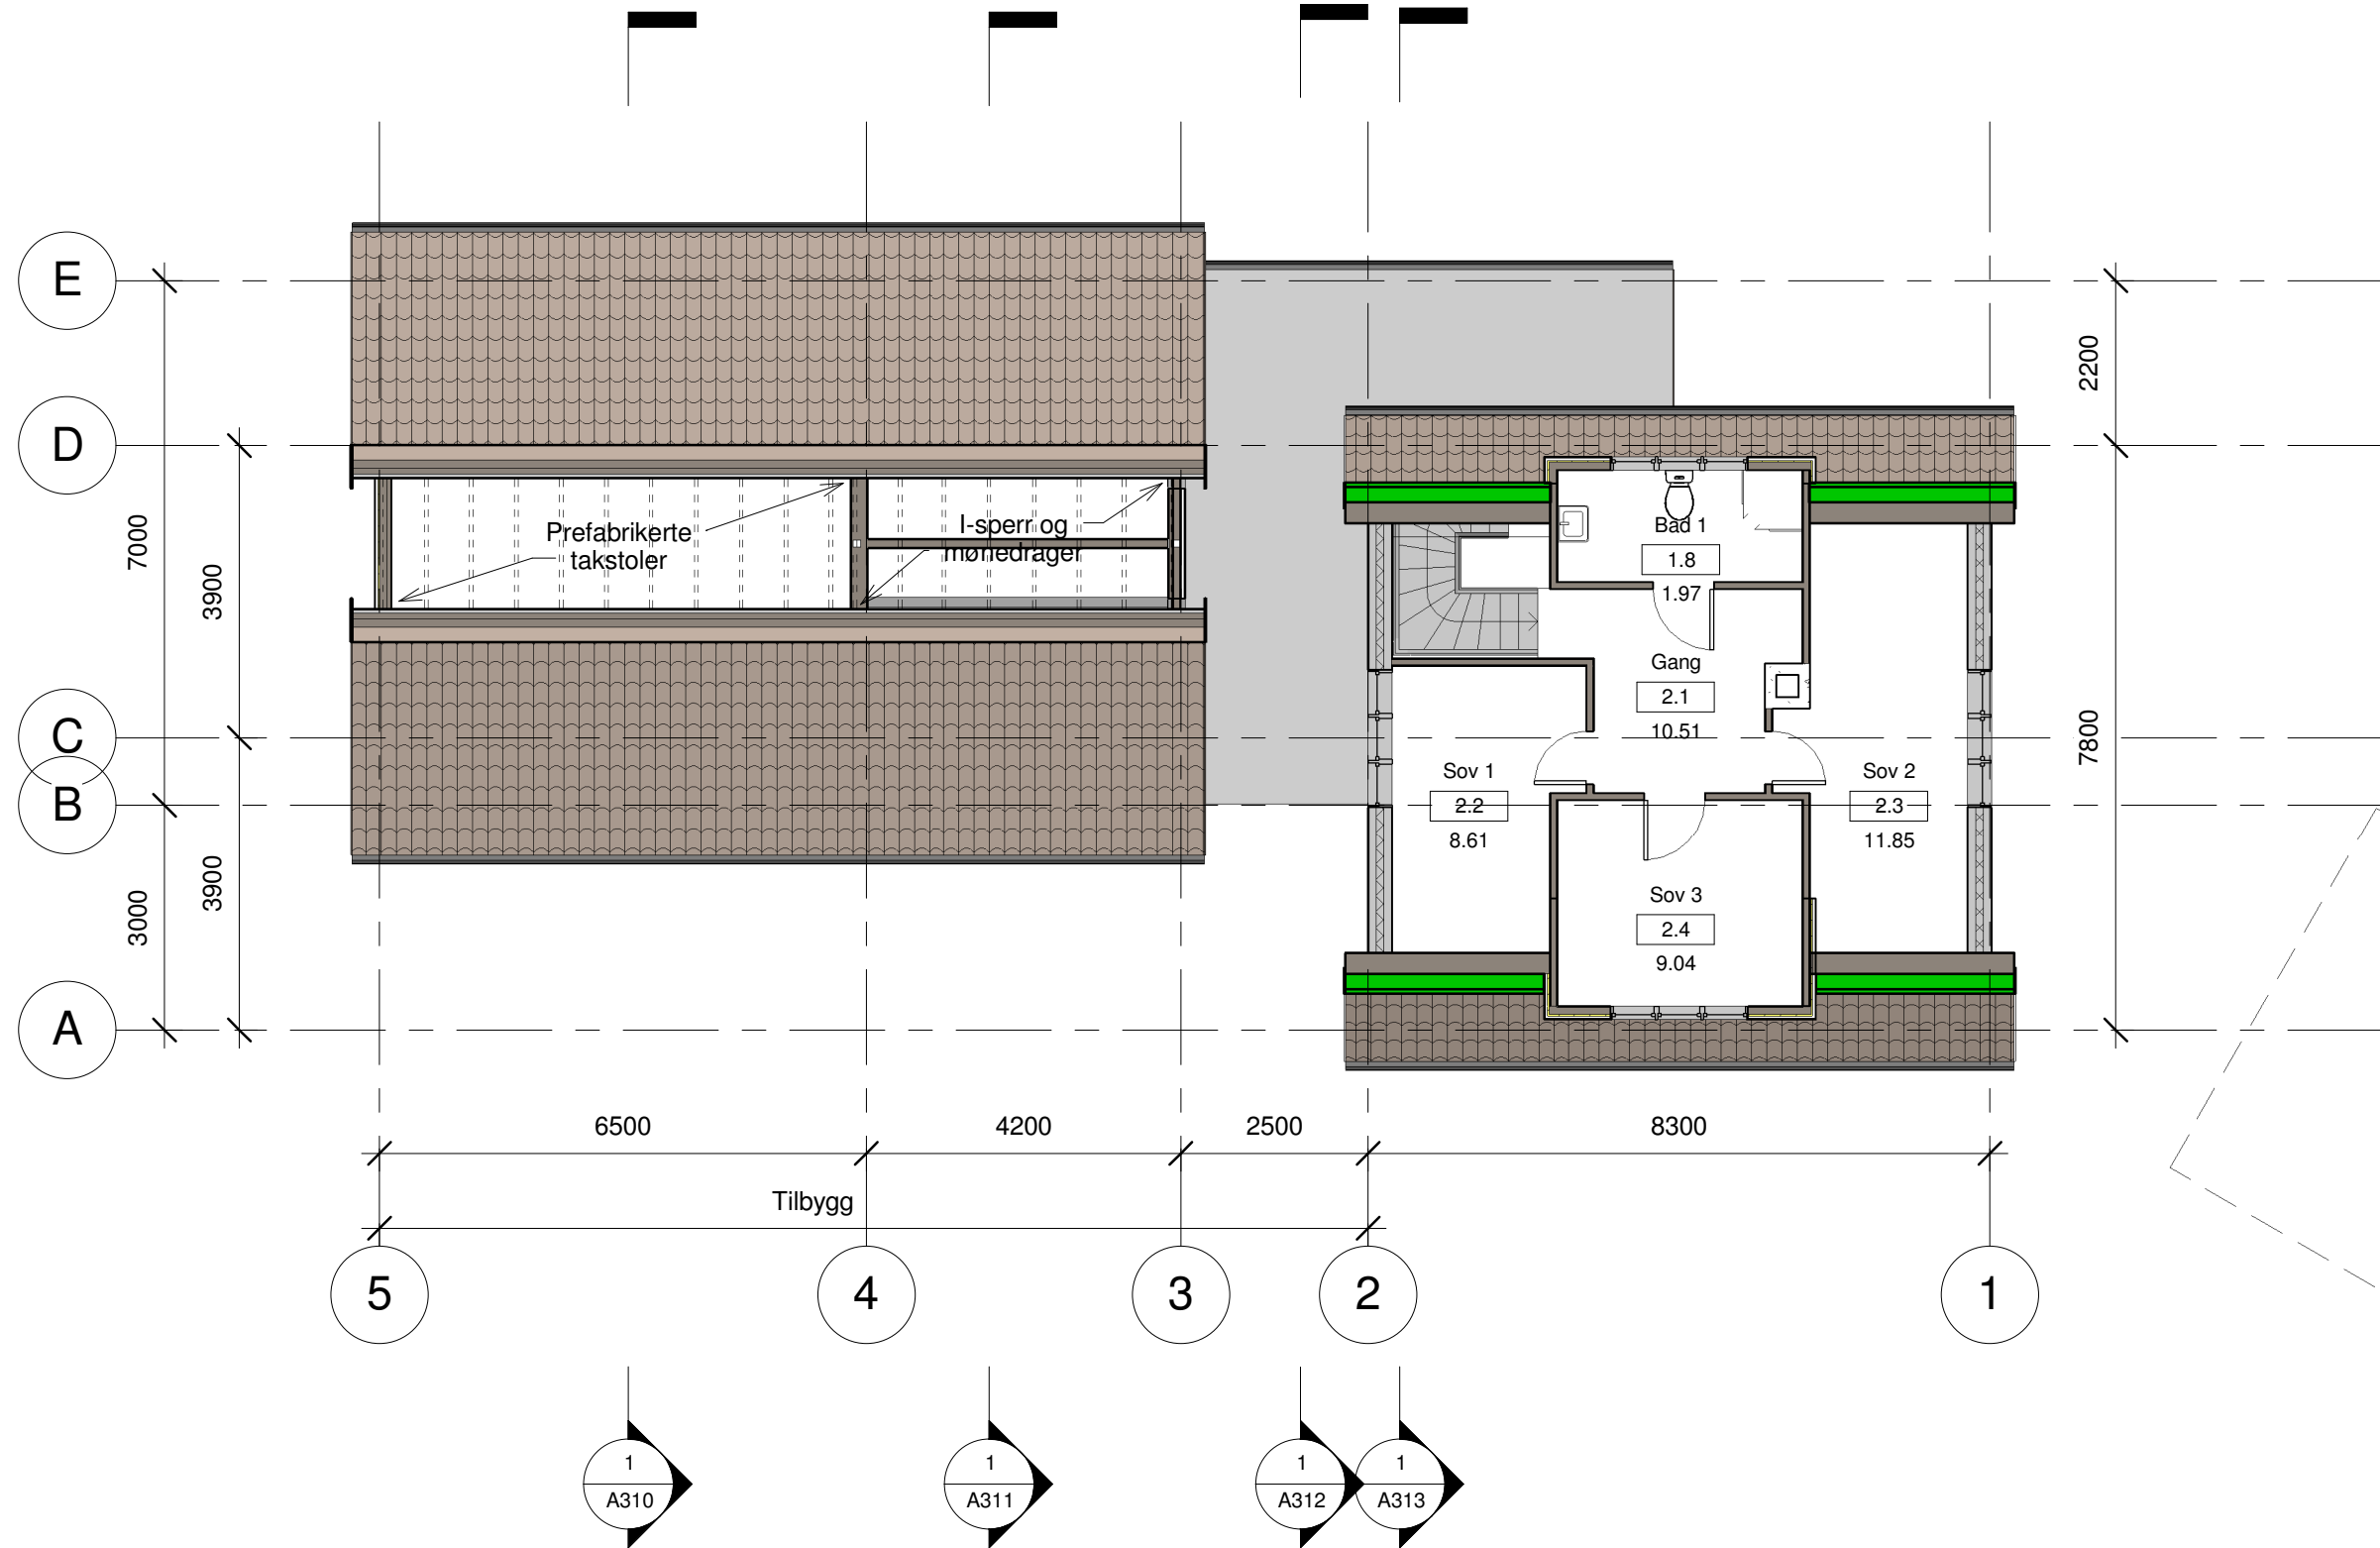 E
D
C
B
A
7000
3900
3900
3000
2200
7800
Prefabrikerte
takstoler
I-sperr og
mønedrager
Bad 1
1.8
1.97
Gang
2.1
10.51
Sov 1
2.2
8.61
Sov 2
2.3
11.85
Sov 3
2.4
9.04
6500
4200
2500
8300
Tilbygg
5
4
3
2
1
1
A310
1
A311
1
A312
1
A313